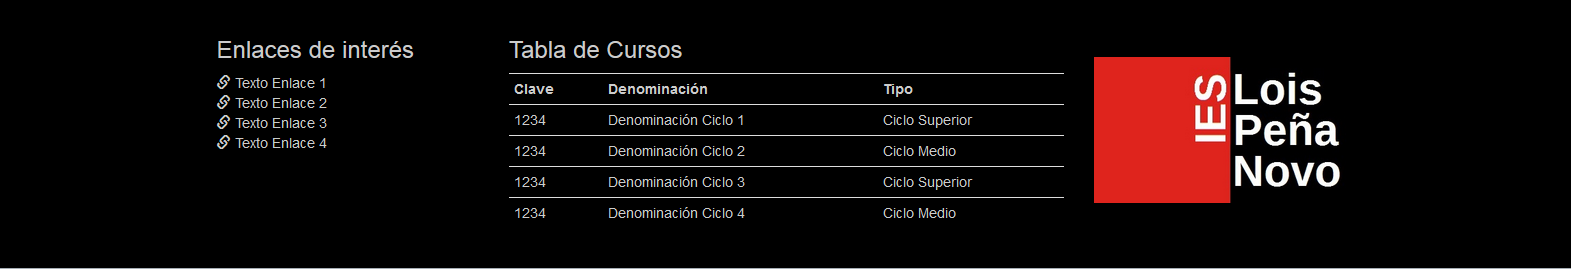 Enlaces de interés
Texto Enlace 1
Texto Enlace 2
Texto Enlace 3
Texto Enlace 4
Tabla de Cursos
Clave Denominación Tipo
1234 Denominación Ciclo 1 Ciclo Superior
1234 Denominación Ciclo 2 Ciclo Medio
1234 Denominación Ciclo 3 Ciclo Superior
1234 Denominación Ciclo 4 Ciclo Medio
IES
Lois
Peña
Novo